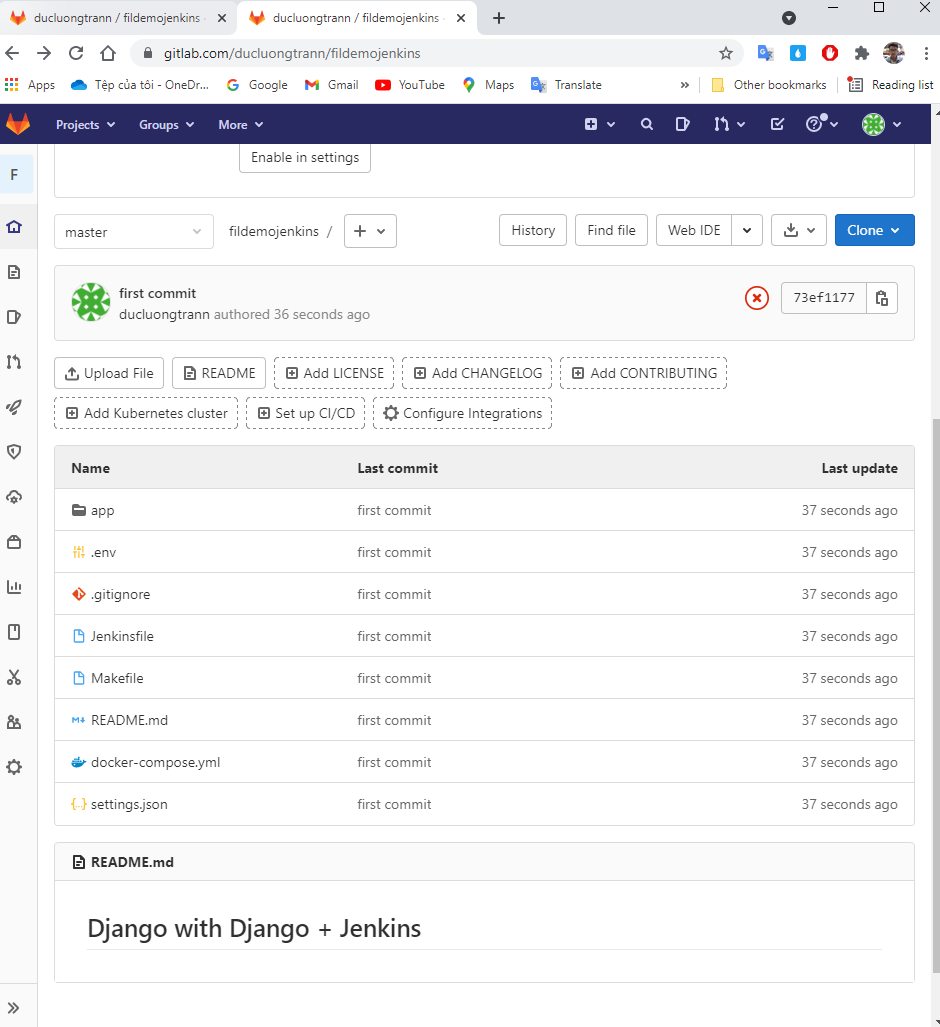 ducluongtrann / fildemojenkins
ducluongtrann / fildemojenkins
gitlab.com/ducluongtrann/fildemojenkins
Apps Tệp của tôi - OneDr... Google Gmail YouTube Maps Translate » Other bookmarks Reading list
Projects Groups More
F
Enable in settings
master fildemojenkins / History Find file Web IDE Clone
first commit
ducluongtrann authored 36 seconds ago
73ef1177
Upload File README Add LICENSE Add CHANGELOG Add CONTRIBUTING
Add Kubernetes cluster Set up CI/CD Configure Integrations
Name Last commit Last update
app first commit 37 seconds ago
.env first commit 37 seconds ago
.gitignore first commit 37 seconds ago
Jenkinsfile first commit 37 seconds ago
Makefile first commit 37 seconds ago
README.md first commit 37 seconds ago
docker-compose.yml first commit 37 seconds ago
settings.json first commit 37 seconds ago
README.md
Django with Django + Jenkins